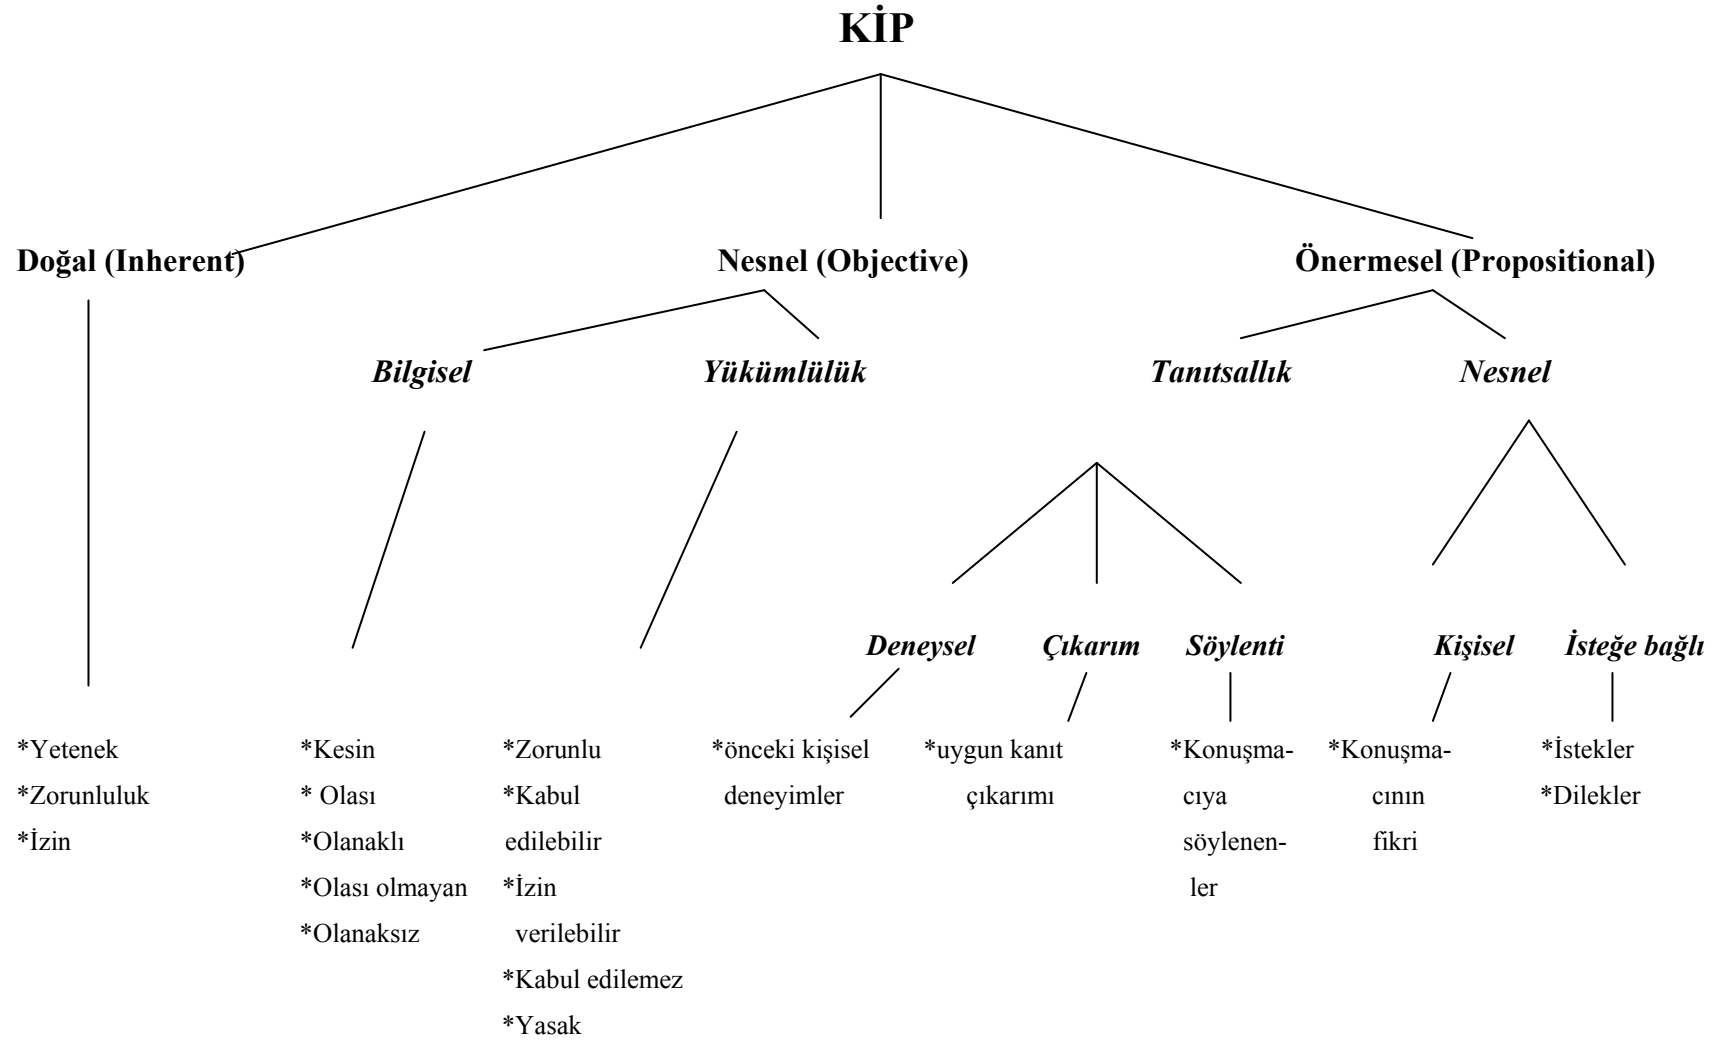 KİP
Doğal (Inherent) Nesnel (Objective) Önermesel (Propositional)
Bilgisel Yükümlülük Tanıtsallık Nesnel
Deneysel Çıkarım Söylenti Kişisel İsteğe bağlı
*Yetenek *Kesin *Zorunlu *önceki kişisel *uygun kanıt *Konuşma- *Konuşma- *İstekler
*Zorunluluk * Olası *Kabul deneyimler çıkarımı cıya cının *Dilekler
*İzin *Olanaklı edilebilir söylenen- fikri
*Olası olmayan *İzin ler
*Olanaksız verilebilir
*Kabul edilemez
*Yasak